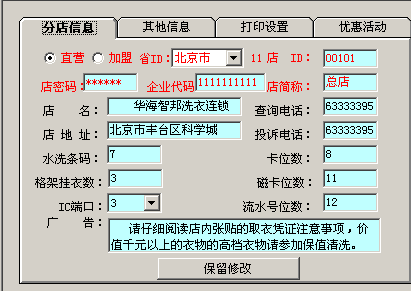 分店信息 其他信息 打印设置 优惠活动
直营 加盟 省ID：北京市 11 店 ID： 00101
店密码：****** 企业代码 1111111111 店简称： 总店
店 名： 华海智邦洗衣连锁 查询电话： 63333395
店 地 址： 北京市丰台区科学城 投诉电话： 63333395
水洗条码： 7 卡位数： 8
格架挂衣数： 3 磁卡位数： 11
IC端口： 3 流水号位数： 12
广 告： 请仔细阅读店内张贴的取衣凭证注意事项，价
值千元以上的衣物的高档衣物请参加保值清洗。
保留修改